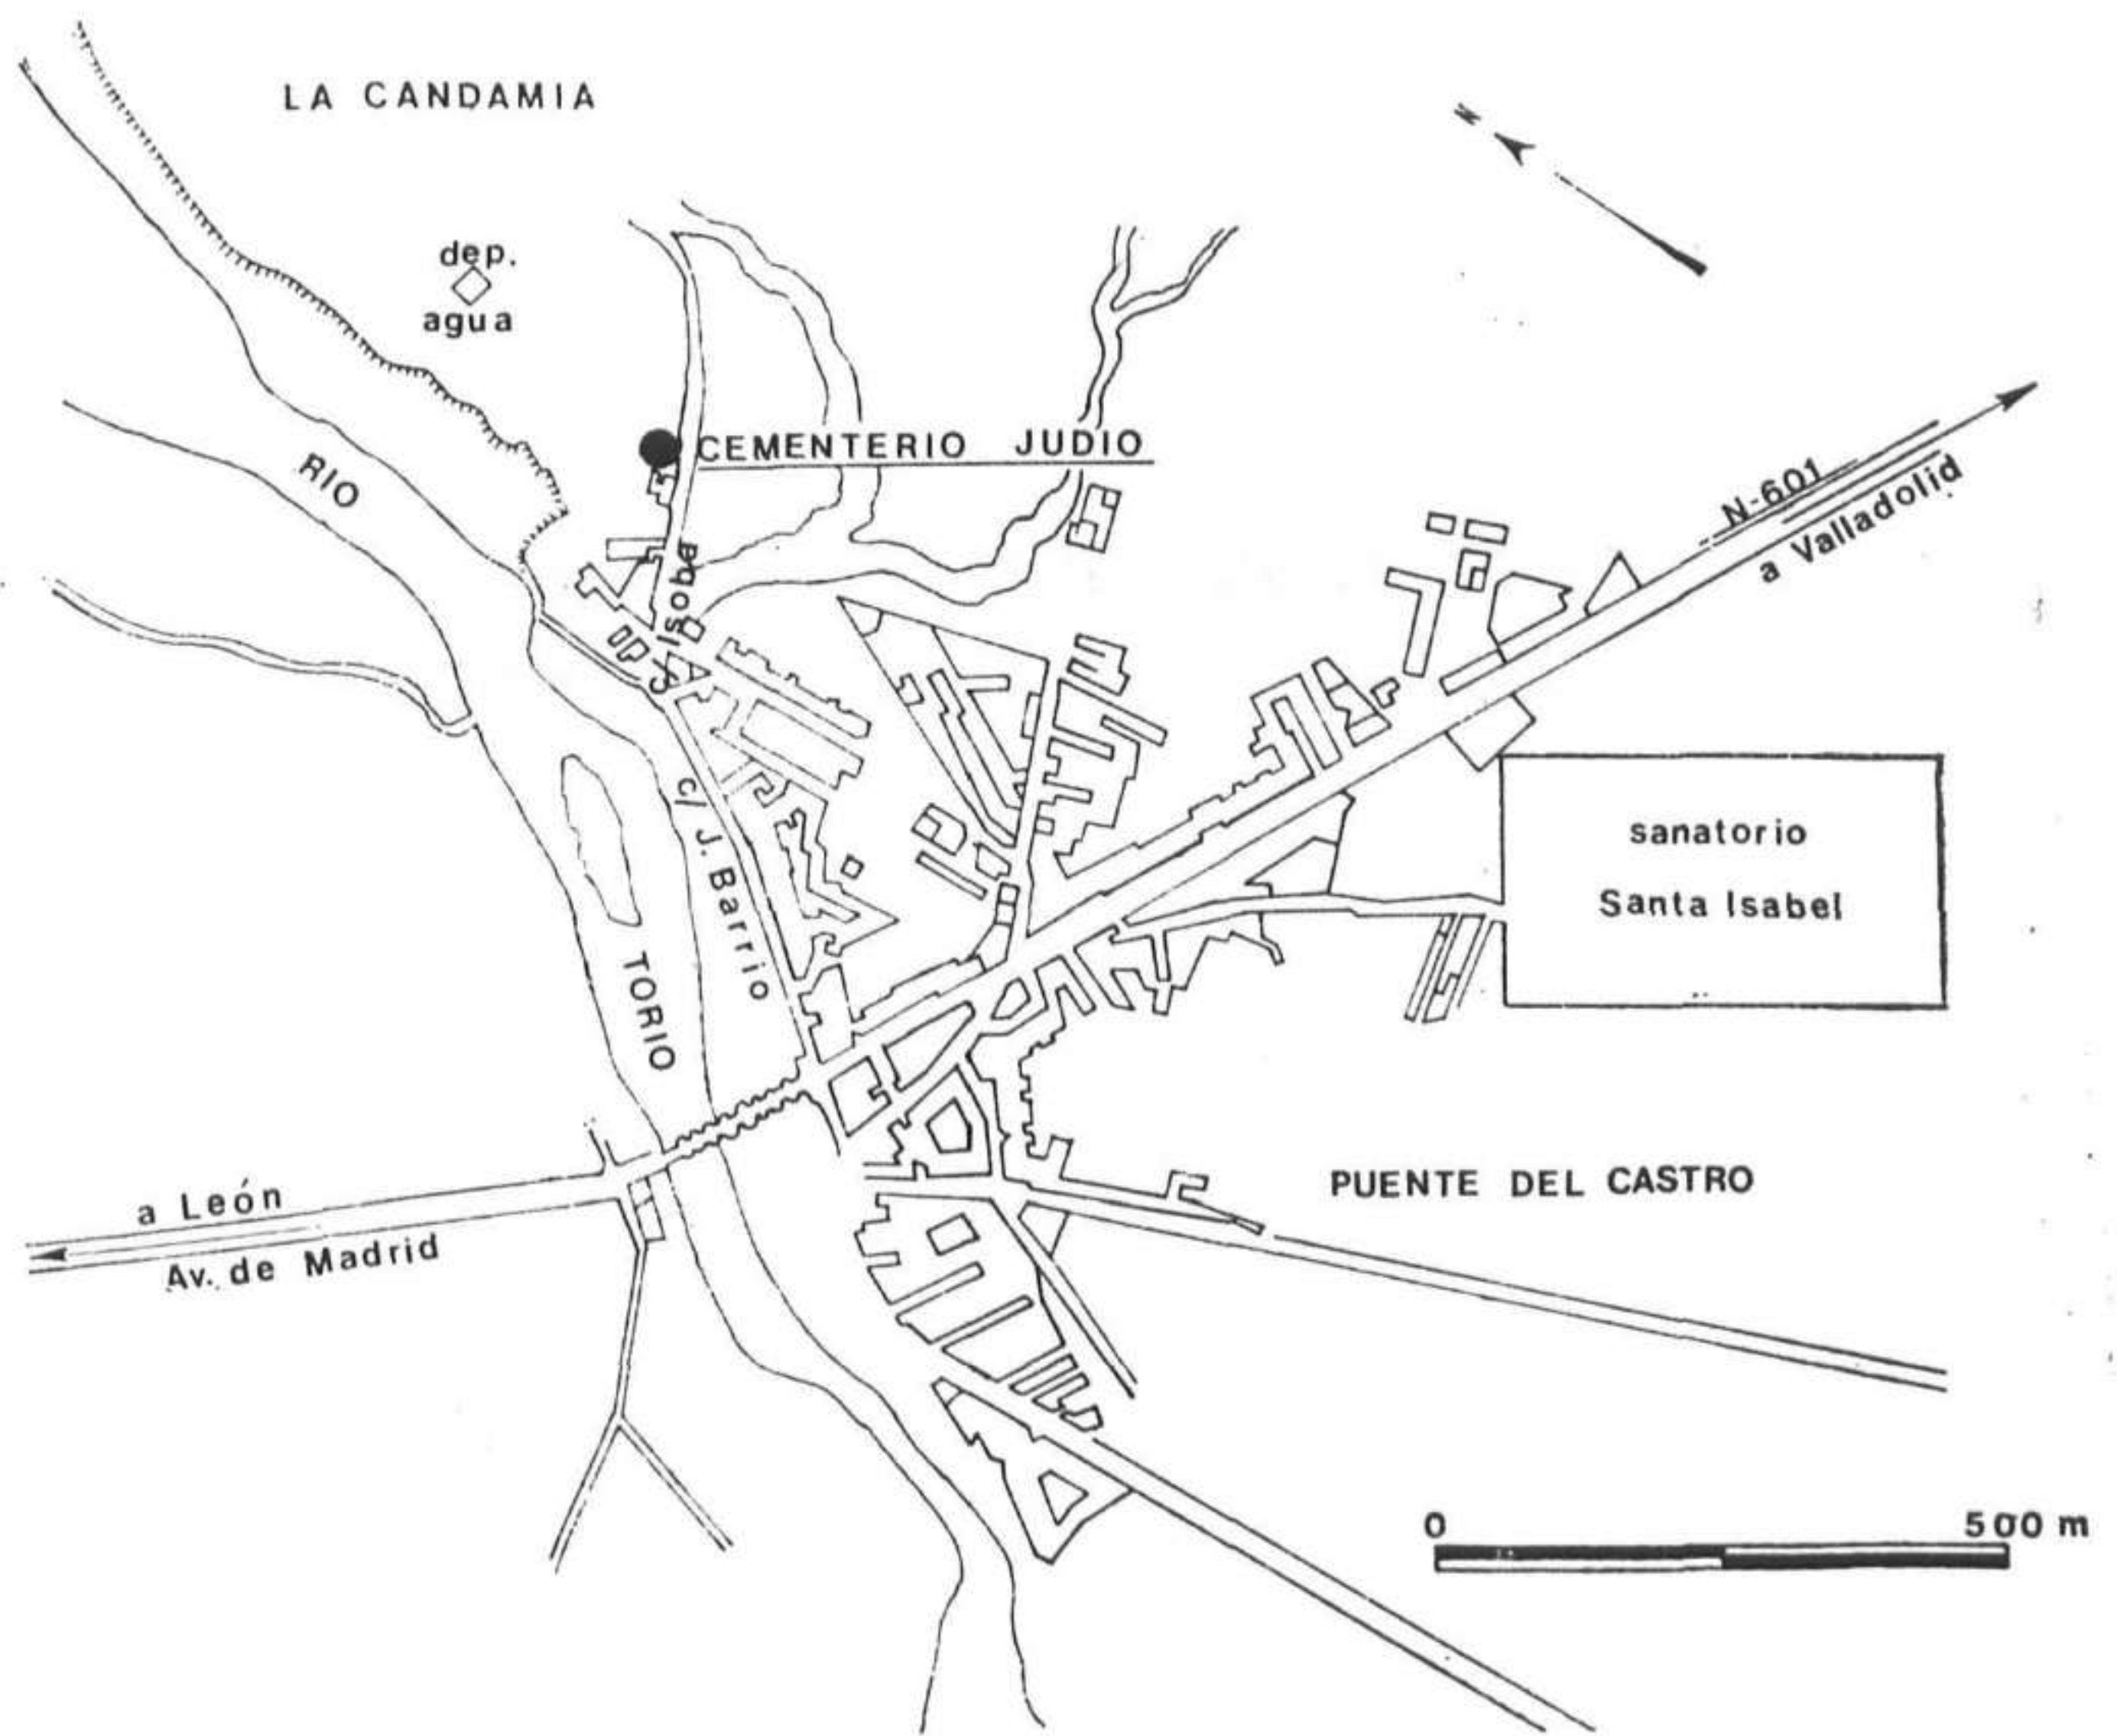 LA CANDAMIA
N
dep.
agua
CEMENTERIO JUDIO
RIO
N-601
a Valladolid
c/ Isoba
c/ J. Barrio
sanatorio
Santa Isabel
TORIO
PUENTE DEL CASTRO
a León
Av. de Madrid
0 500 m